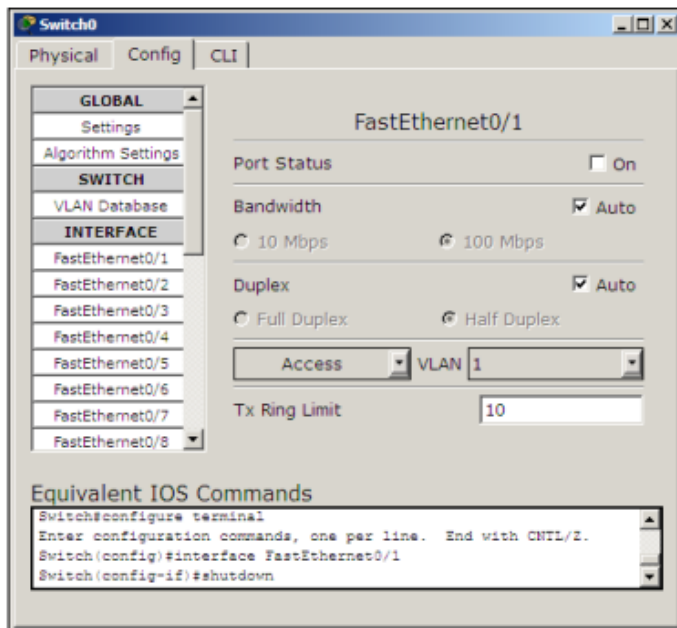 Switch0
Physical Config CLI
GLOBAL
Settings
Algorithm Settings
SWITCH
VLAN Database
INTERFACE
FastEthernet0/1
FastEthernet0/2
FastEthernet0/3
FastEthernet0/4
FastEthernet0/5
FastEthernet0/6
FastEthernet0/7
FastEthernet0/8
FastEthernet0/1
Port Status On
Bandwidth Auto
10 Mbps 100 Mbps
Duplex Auto
Full Duplex Half Duplex
Access VLAN 1
Tx Ring Limit 10
Equivalent IOS Commands
Switch#configure terminal
Enter configuration commands, one per line. End with CNTL/Z.
Switch(config)#interface FastEthernet0/1
Switch(config-if)#shutdown